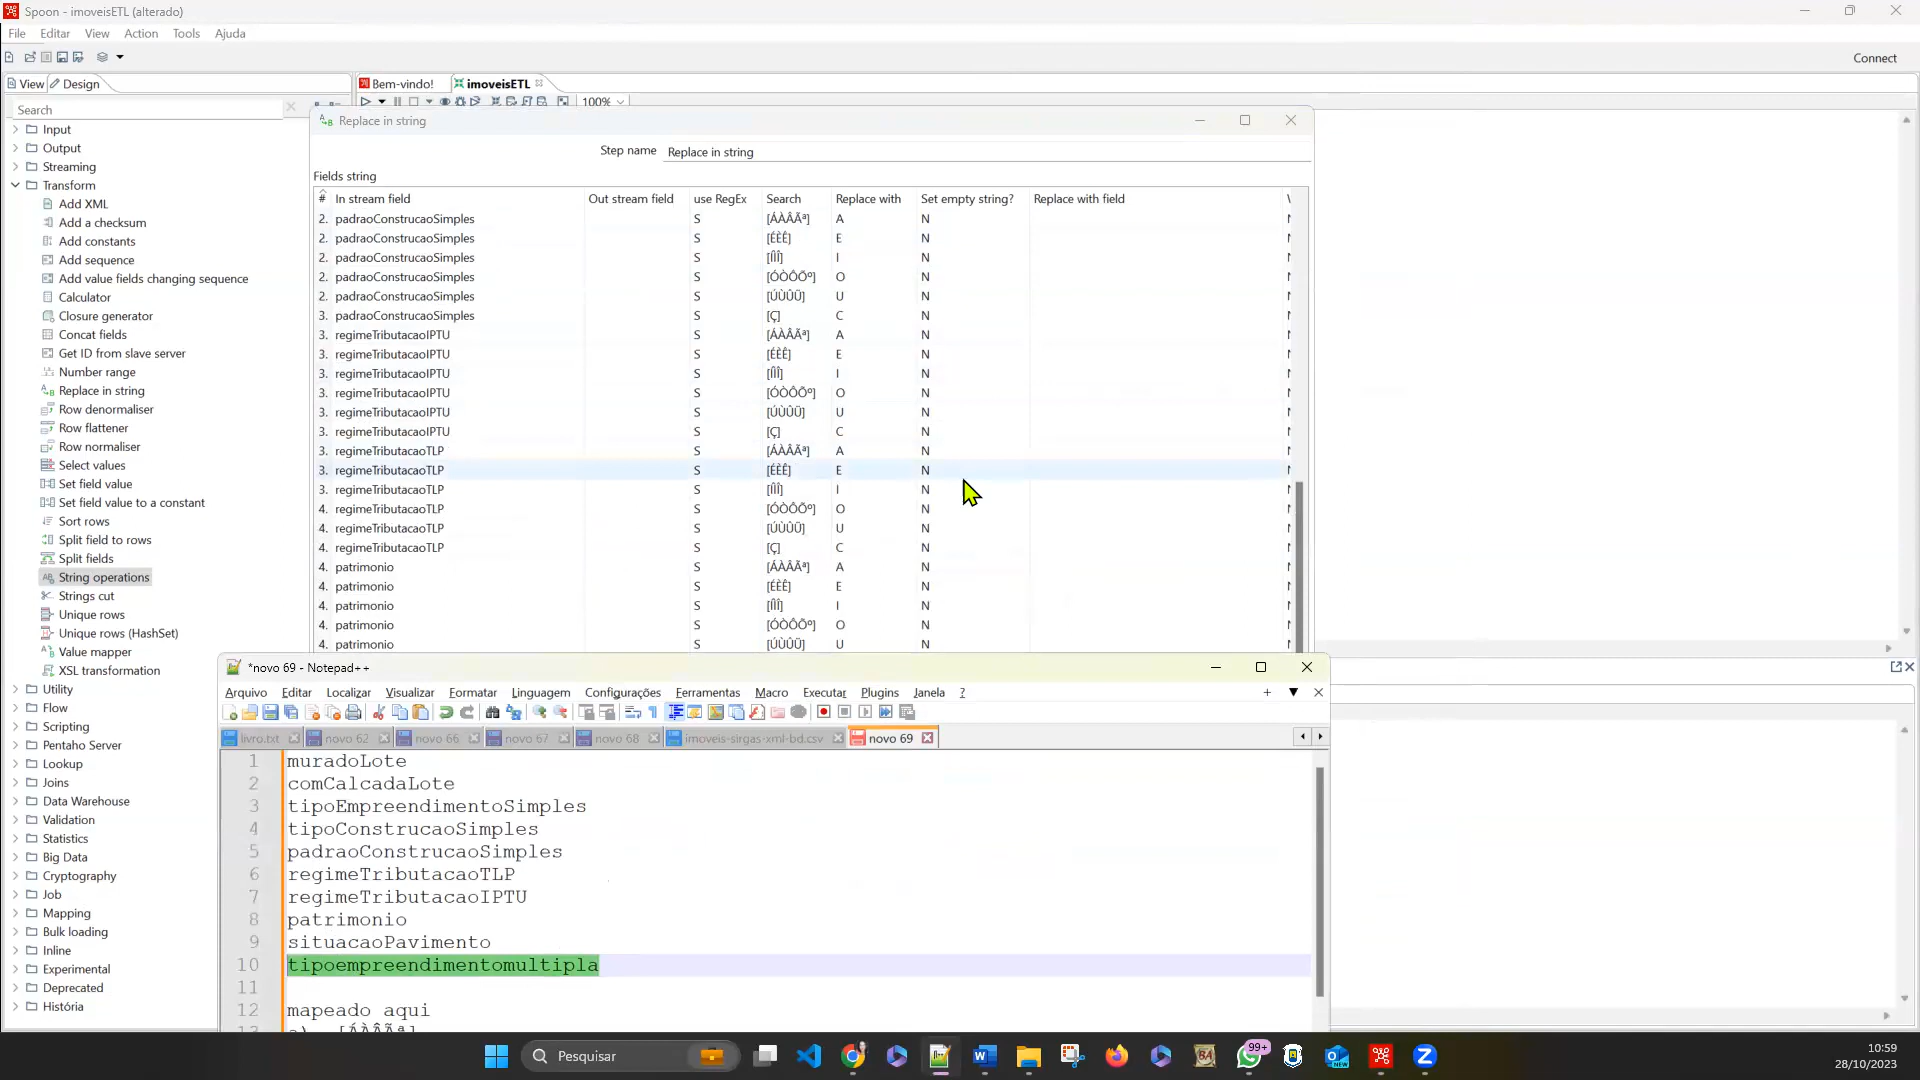 Spoon - imoveisETL (alterado)
File Editar View Action Tools Ajuda
Connect
View Design Bem-vindo! imoveisETL
Search 100%
Replace in string
Step name Replace in string
Fields string
# In stream field Out stream field use RegEx Search Replace with Set empty string? Replace with field
2. padraoConstrucaoSimples S [ÁÀÂÃª] A N
2. padraoConstrucaoSimples S [ÉÈÊ] E N
2. padraoConstrucaoSimples S [ÍÌÎ] I N
2. padraoConstrucaoSimples S [ÓÒÔÕº] O N
2. padraoConstrucaoSimples S [ÚÙÛÜ] U N
3. padraoConstrucaoSimples S [Ç] C N
3. regimeTributacaoIPTU S [ÁÀÂÃª] A N
3. regimeTributacaoIPTU S [ÉÈÊ] E N
3. regimeTributacaoIPTU S [ÍÌÎ] I N
3. regimeTributacaoIPTU S [ÓÒÔÕº] O N
3. regimeTributacaoIPTU S [ÚÙÛÜ] U N
3. regimeTributacaoIPTU S [Ç] C N
3. regimeTributacaoTLP S [ÁÀÂÃª] A N
3. regimeTributacaoTLP S [ÉÈÊ] E N
3. regimeTributacaoTLP S [ÍÌÎ] I N
4. regimeTributacaoTLP S [ÓÒÔÕº] O N
4. regimeTributacaoTLP S [ÚÙÛÜ] U N
4. regimeTributacaoTLP S [Ç] C N
4. patrimonio S [ÁÀÂÃª] A N
4. patrimonio S [ÉÈÊ] E N
4. patrimonio S [ÍÌÎ] I N
4. patrimonio S [ÓÒÔÕº] O N
4. patrimonio S [ÚÙÛÜ] U N
Input
Output
Streaming
Transform
Add XML
Add a checksum
Add constants
Add sequence
Add value fields changing sequence
Calculator
Closure generator
Concat fields
Get ID from slave server
Number range
Replace in string
Row denormaliser
Row flattener
Row normaliser
Select values
Set field value
Set field value to a constant
Sort rows
Split field to rows
Split fields
String operations
Strings cut
Unique rows
Unique rows (HashSet)
Value mapper
XSL transformation
Utility
Flow
Scripting
Pentaho Server
Lookup
Joins
Data Warehouse
Validation
Statistics
Big Data
Cryptography
Job
Mapping
Bulk loading
Inline
Experimental
Deprecated
História
*novo 69 - Notepad++
Arquivo Editar Localizar Visualizar Formatar Linguagem Configurações Ferramentas Macro Executar Plugins Janela ?
livro.txt novo 62 novo 66 novo 67 novo 68 imoveis-sirgas-xml-bd.csv novo 69
1 muradoLote
2 comCalcadaLote
3 tipoEmpreendimentoSimples
4 tipoConstrucaoSimples
5 padraoConstrucaoSimples
6 regimeTributacaoTLP
7 regimeTributacaoIPTU
8 patrimonio
9 situacaoPavimento
10 tipoempreendimentomultipla
11
12 mapeado aqui
Pesquisar
99+
10:59
28/10/2023